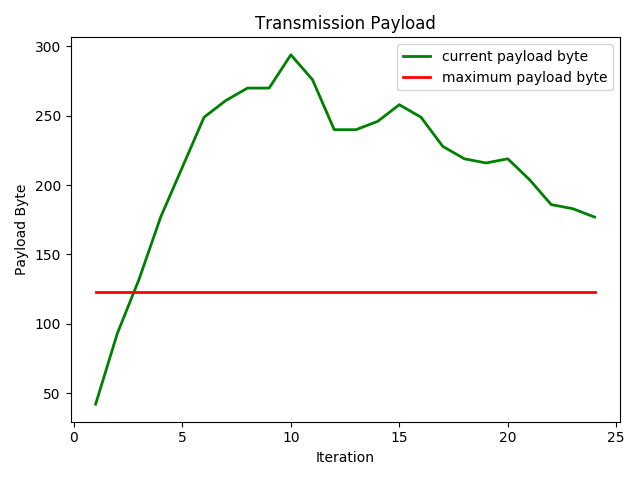 Transmission Payload
300
250
200
150
100
50
Payload Byte
current payload byte
maximum payload byte
0
5
10
15
20
25
Iteration